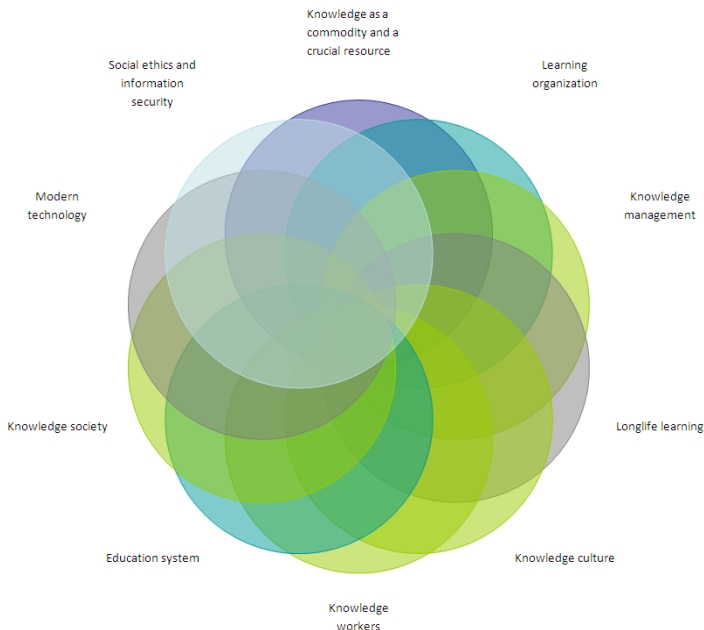 Knowledge as a
commodity and a
crucial resource
Social ethics and
information
security
Learning
organization
Modern
technology
Knowledge
management
Knowledge society
Longlife learning
Education system
Knowledge culture
Knowledge
workers